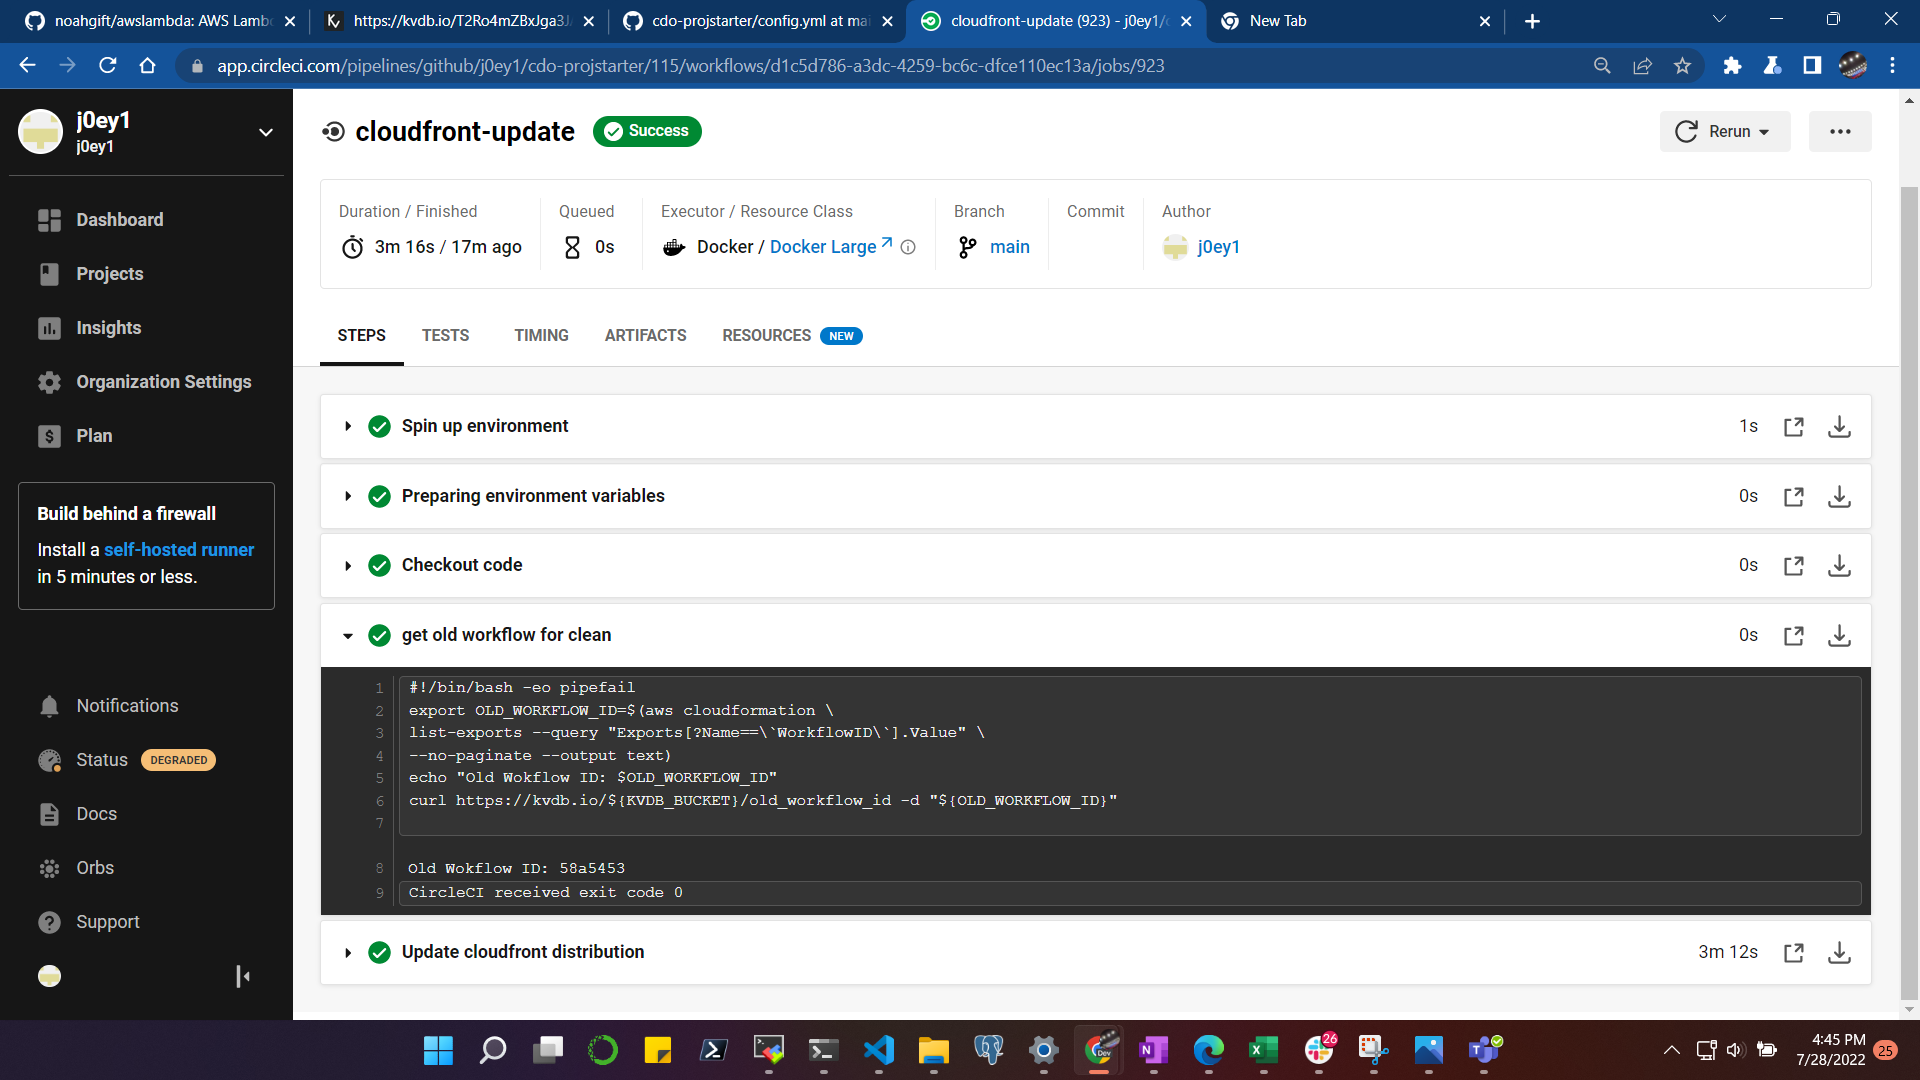 noahgift/awslambda: AWS Lamb
https://kvdb.io/T2Ro4mZBxJga3J
cdo-projstarter/config.yml at mai
cloudfront-update (923) - j0ey1/c
New Tab
app.circleci.com/pipelines/github/j0ey1/cdo-projstarter/115/workflows/d1c5d786-a3dc-4259-bc6c-dfce110ec13a/jobs/923
j0ey1
j0ey1
Dashboard
Projects
Insights
Organization Settings
Plan
Build behind a firewall
Install a self-hosted runner
in 5 minutes or less.
Notifications
Status DEGRADED
Docs
Orbs
Support
cloudfront-update Success
Rerun
Duration / Finished
3m 16s / 17m ago
Queued
0s
Executor / Resource Class
Docker / Docker Large
Branch
main
Commit
Author
j0ey1
STEPS TESTS TIMING ARTIFACTS RESOURCES NEW
Spin up environment 1s
Preparing environment variables 0s
Checkout code 0s
get old workflow for clean 0s
1 #!/bin/bash -eo pipefail
2 export OLD_WORKFLOW_ID=$(aws cloudformation \
3 list-exports --query "Exports[?Name==\`WorkflowID\`].Value" \
4 --no-paginate --output text)
5 echo "Old Wokflow ID: $OLD_WORKFLOW_ID"
6 curl https://kvdb.io/${KVDB_BUCKET}/old_workflow_id -d "${OLD_WORKFLOW_ID}"
7
8 Old Wokflow ID: 58a5453
9 CircleCI received exit code 0
Update cloudfront distribution 3m 12s
Dev
26
4:45 PM
7/28/2022
25